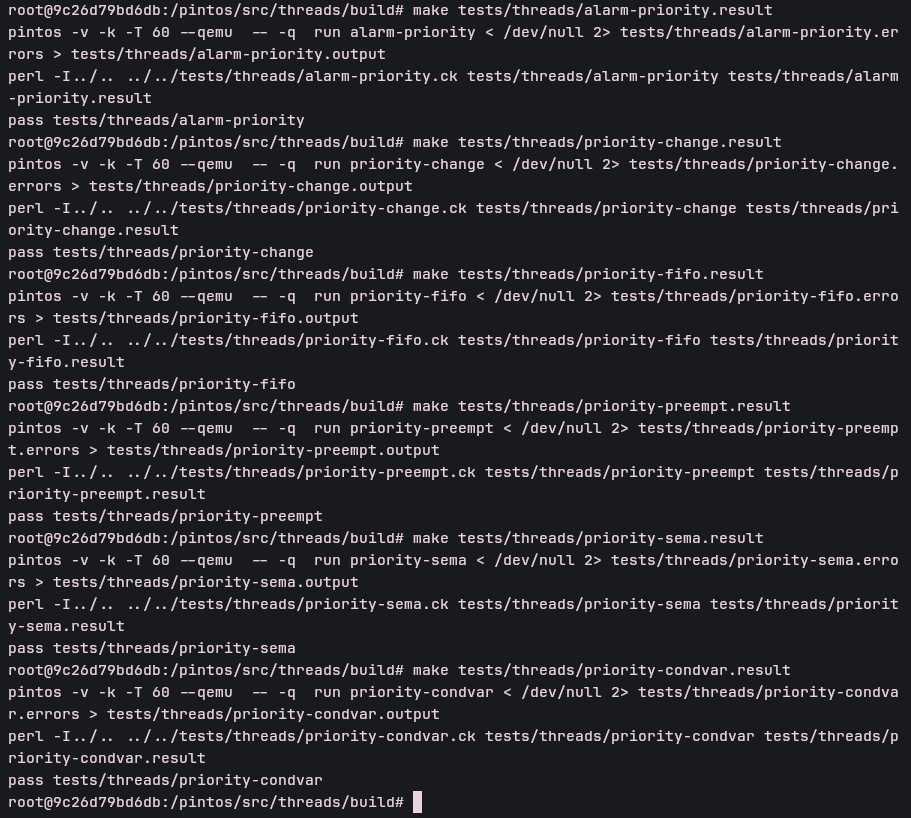 root@9c26d79bd6db:/pintos/src/threads/build# make tests/threads/alarm-priority.result
pintos -v -k -T 60 --qemu  -- -q  run alarm-priority < /dev/null 2> tests/threads/alarm-priority.er
rors > tests/threads/alarm-priority.output
perl -I../.. ../../tests/threads/alarm-priority.ck tests/threads/alarm-priority tests/threads/alarm
-priority.result
pass tests/threads/alarm-priority
root@9c26d79bd6db:/pintos/src/threads/build# make tests/threads/priority-change.result
pintos -v -k -T 60 --qemu  -- -q  run priority-change < /dev/null 2> tests/threads/priority-change.
errors > tests/threads/priority-change.output
perl -I../.. ../../tests/threads/priority-change.ck tests/threads/priority-change tests/threads/pri
ority-change.result
pass tests/threads/priority-change
root@9c26d79bd6db:/pintos/src/threads/build# make tests/threads/priority-fifo.result
pintos -v -k -T 60 --qemu  -- -q  run priority-fifo < /dev/null 2> tests/threads/priority-fifo.erro
rs > tests/threads/priority-fifo.output
perl -I../.. ../../tests/threads/priority-fifo.ck tests/threads/priority-fifo tests/threads/priorit
y-fifo.result
pass tests/threads/priority-fifo
root@9c26d79bd6db:/pintos/src/threads/build# make tests/threads/priority-preempt.result
pintos -v -k -T 60 --qemu  -- -q  run priority-preempt < /dev/null 2> tests/threads/priority-preemp
t.errors > tests/threads/priority-preempt.output
perl -I../.. ../../tests/threads/priority-preempt.ck tests/threads/priority-preempt tests/threads/p
riority-preempt.result
pass tests/threads/priority-preempt
root@9c26d79bd6db:/pintos/src/threads/build# make tests/threads/priority-sema.result
pintos -v -k -T 60 --qemu  -- -q  run priority-sema < /dev/null 2> tests/threads/priority-sema.erro
rs > tests/threads/priority-sema.output
perl -I../.. ../../tests/threads/priority-sema.ck tests/threads/priority-sema tests/threads/priorit
y-sema.result
pass tests/threads/priority-sema
root@9c26d79bd6db:/pintos/src/threads/build# make tests/threads/priority-condvar.result
pintos -v -k -T 60 --qemu  -- -q  run priority-condvar < /dev/null 2> tests/threads/priority-condva
r.errors > tests/threads/priority-condvar.output
perl -I../.. ../../tests/threads/priority-condvar.ck tests/threads/priority-condvar tests/threads/p
riority-condvar.result
pass tests/threads/priority-condvar
root@9c26d79bd6db:/pintos/src/threads/build#